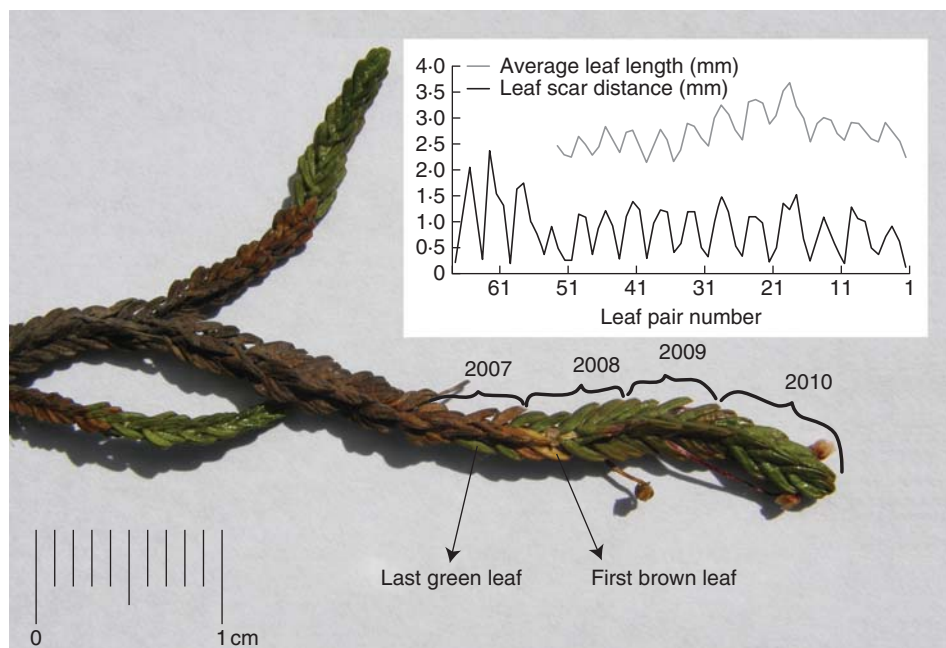 4·0
3·5
3·0
2·5
2·0
1·5
1·0
0·5
0
Average leaf length (mm)
Leaf scar distance (mm)
61 51 41 31 21 11 1
Leaf pair number
2007 2008 2009 2010
Last green leaf First brown leaf
0 1 cm